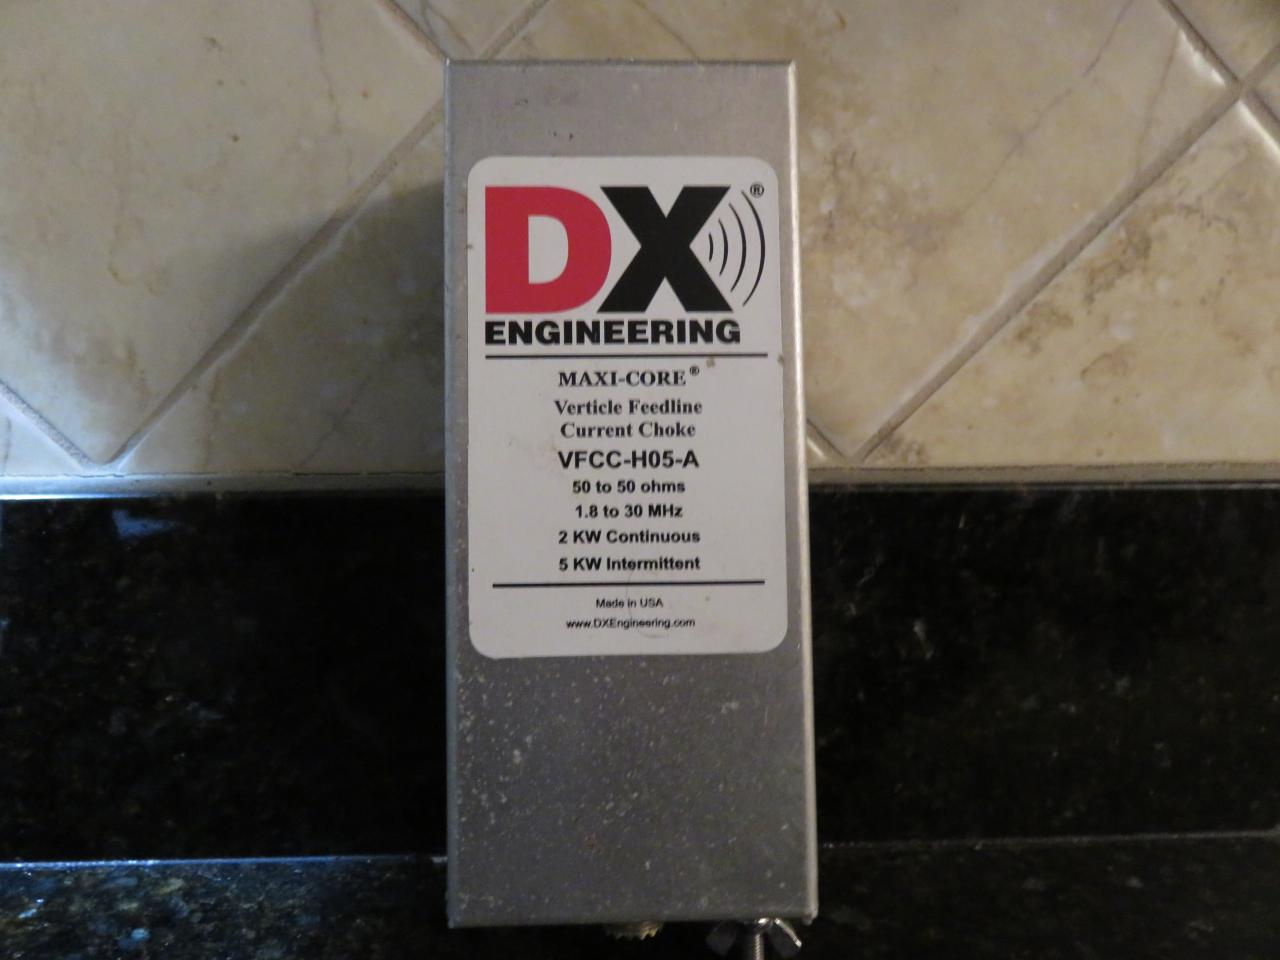 DX®
ENGINEERING
MAXI-CORE®
Verticle Feedline
Current Choke
VFCC-H05-A
50 to 50 ohms
1.8 to 30 MHz
2 KW Continuous
5 KW Intermittent
Made in USA
www.DXEngineering.com